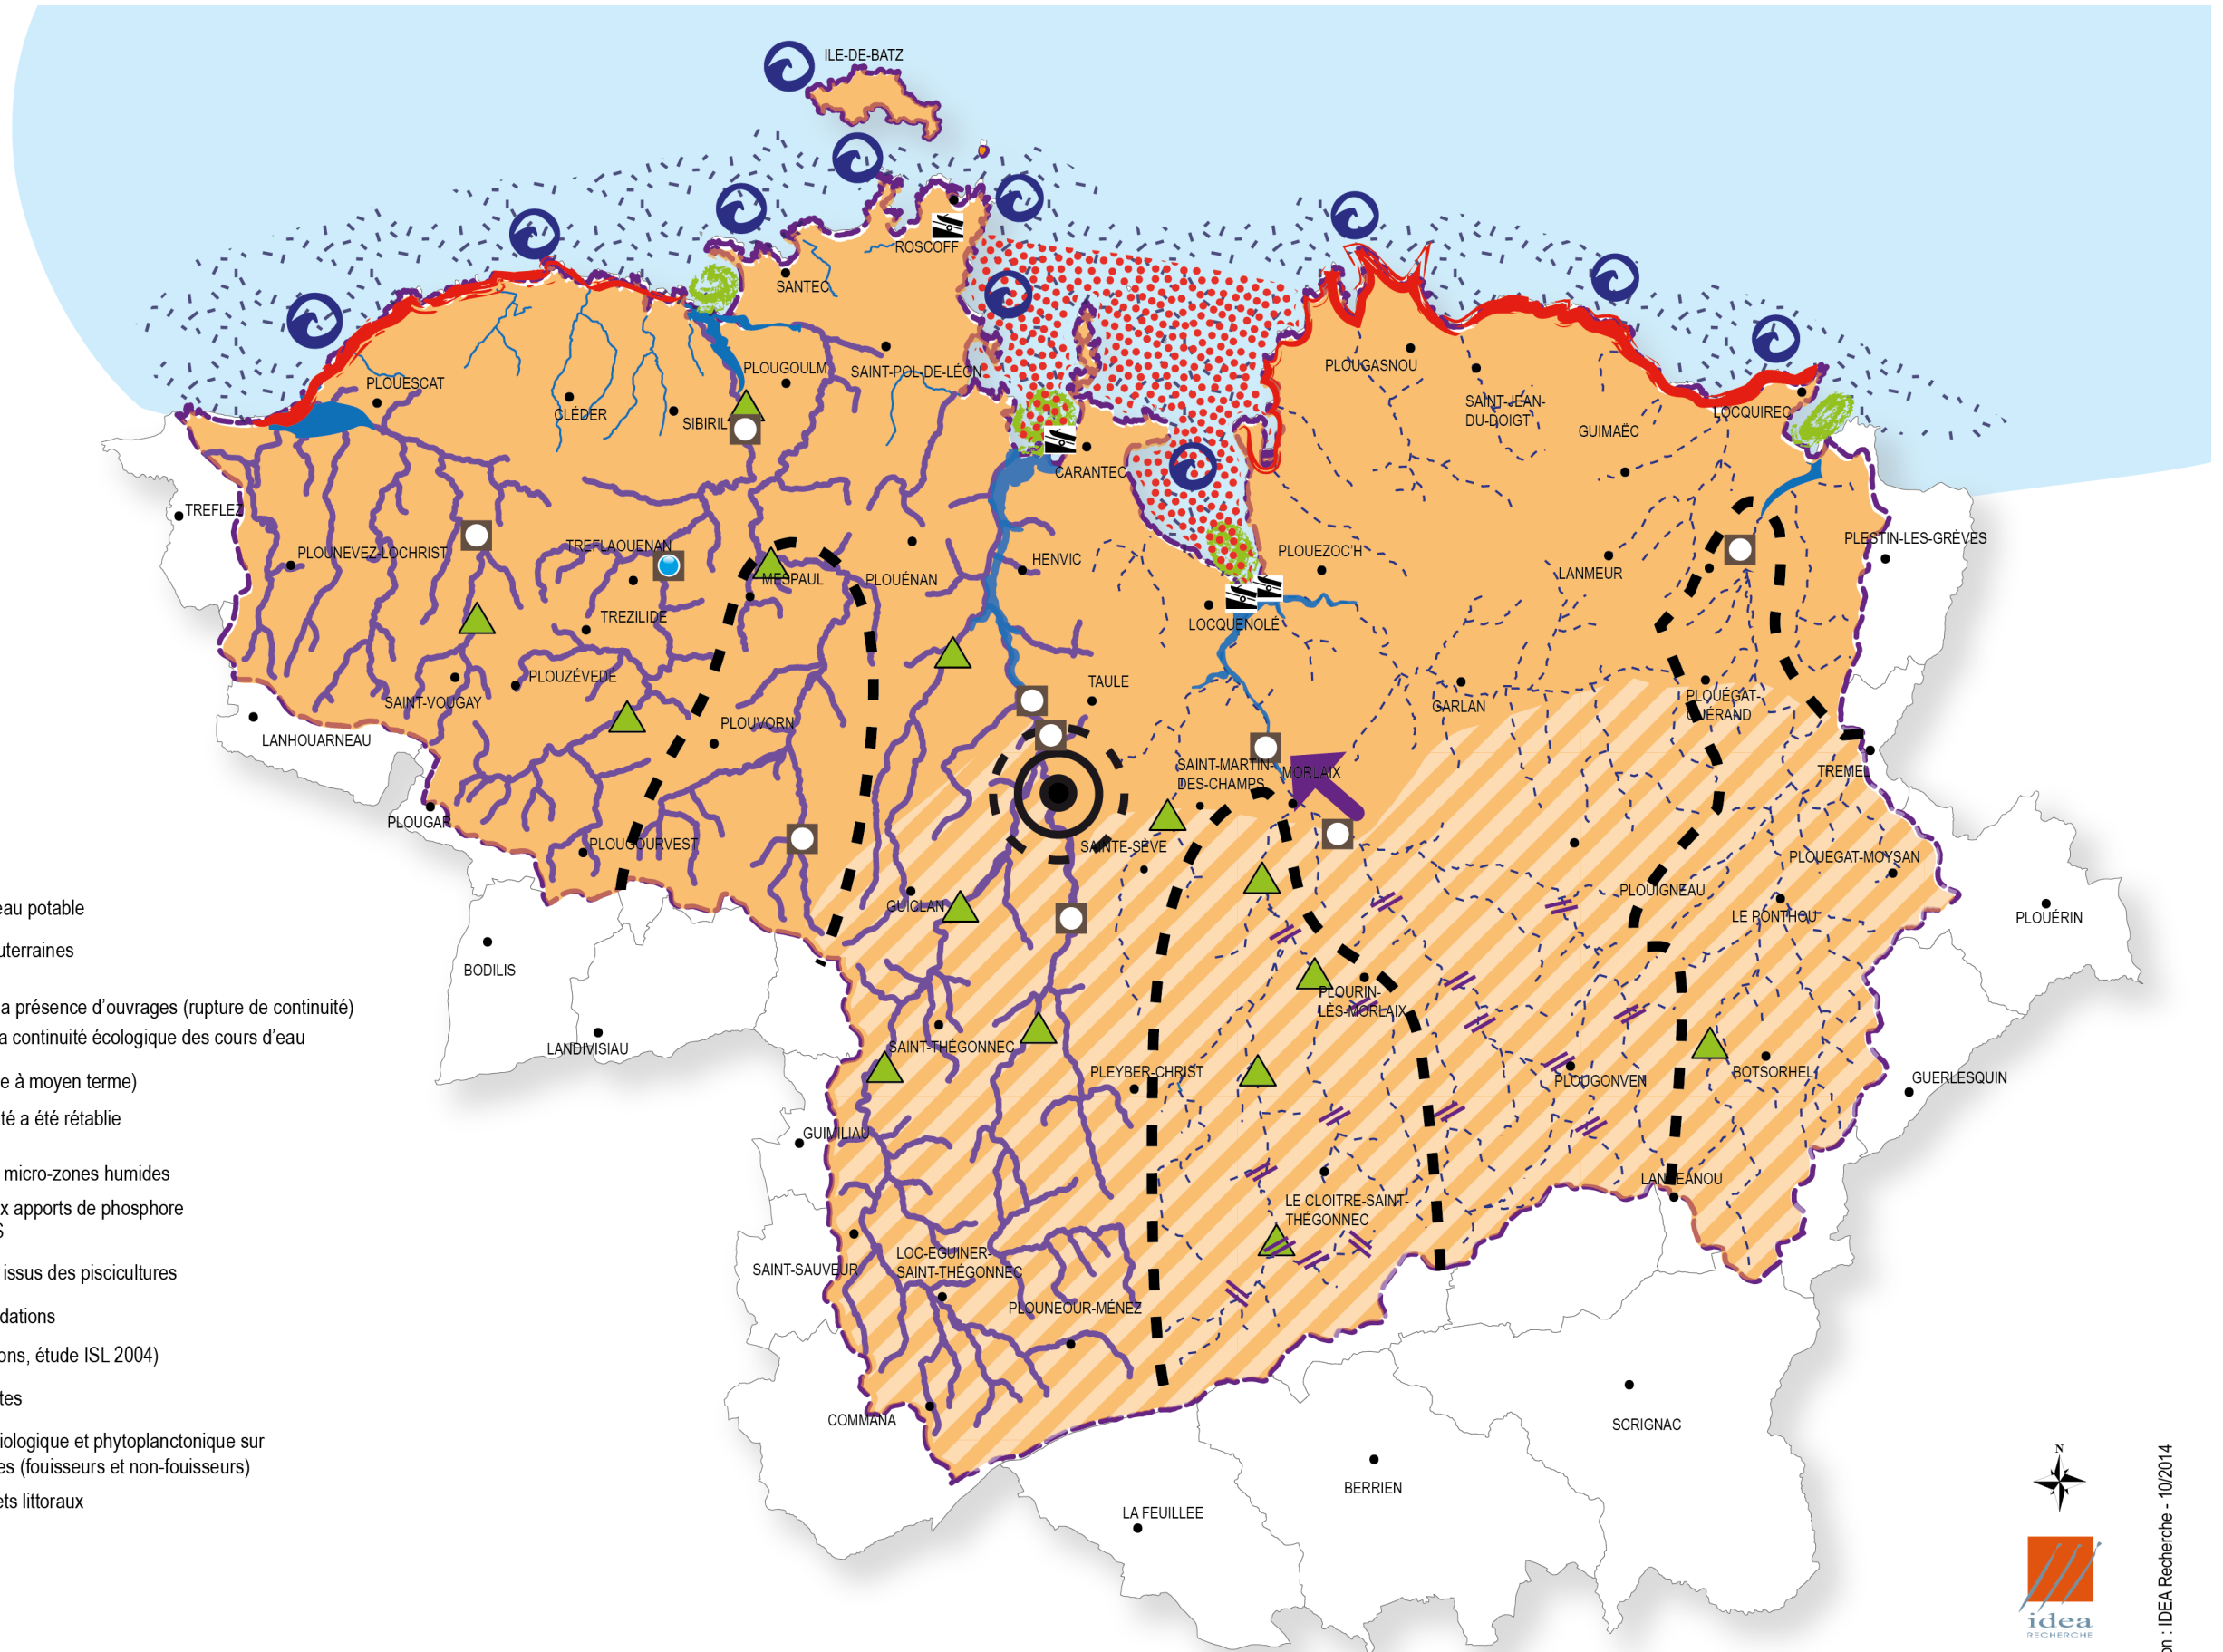 ILE-DE-BATZ
ROSCOFF
SANTEC
PLOUGOULM
SAINT-POL-DE-LÉON
PLOUESCAT
CLÉDER
SIBIRIL
CARANTEC
PLOUGASNOU
SAINT-JEAN-
DU-DOIGT
GUIMAËC
LOCQUIREC
TREFLEZ
PLOUNEVEZ-LOCHRIST
TREFLAOUENAN
MESPAUL
PLOUÉNAN
HENVIC
PLOUEZOC'H
LANMEUR
PLESTIN-LES-GRÈVES
TREZILIDE
LOCQUENOLÉ
PLOUZÉVÉDÉ
SAINT-VOUGAY
TAULE
GARLAN
PLOUÉGAT-
GUÉRAND
LANHOUARNEAU
PLOUVORN
SAINT-MARTIN-
DES-CHAMPS
MORLAIX
TREMEL
PLOUGAR
PLOUGOURVEST
SAINTE-SÈVE
PLOUEGAT-MOYSAN
PLOUIGNEAU
GUICLAN
LE PONTHOU
PLOUÉRIN
BODILIS
PLOURIN-
LÈS-MORLAIX
LANDIVISIAU
SAINT-THÉGONNEC
PLEYBER-CHRIST
PLOUGONVEN
BOTSORHEL
GUERLESQUIN
GUIMILIAU
LANNÉANOU
LE CLOITRE-SAINT-
THÉGONNEC
SAINT-SAUVEUR
LOC-EGUINER-
SAINT-THÉGONNEC
PLOUNEOUR-MÉNEZ
COMMANA
SCRIGNAC
BERRIEN
LA FEUILLEE
eau potable
uterraines
a présence d'ouvrages (rupture de continuité)
a continuité écologique des cours d'eau
e à moyen terme)
té a été rétablie
micro-zones humides
x apports de phosphore
S
issus des piscicultures
dations
ons, étude ISL 2004)
tes
iologique et phytoplanctonique sur
es (fouisseurs et non-fouisseurs)
ets littoraux
N
idea
RECHERCHE
on : IDEA Recherche - 10/2014